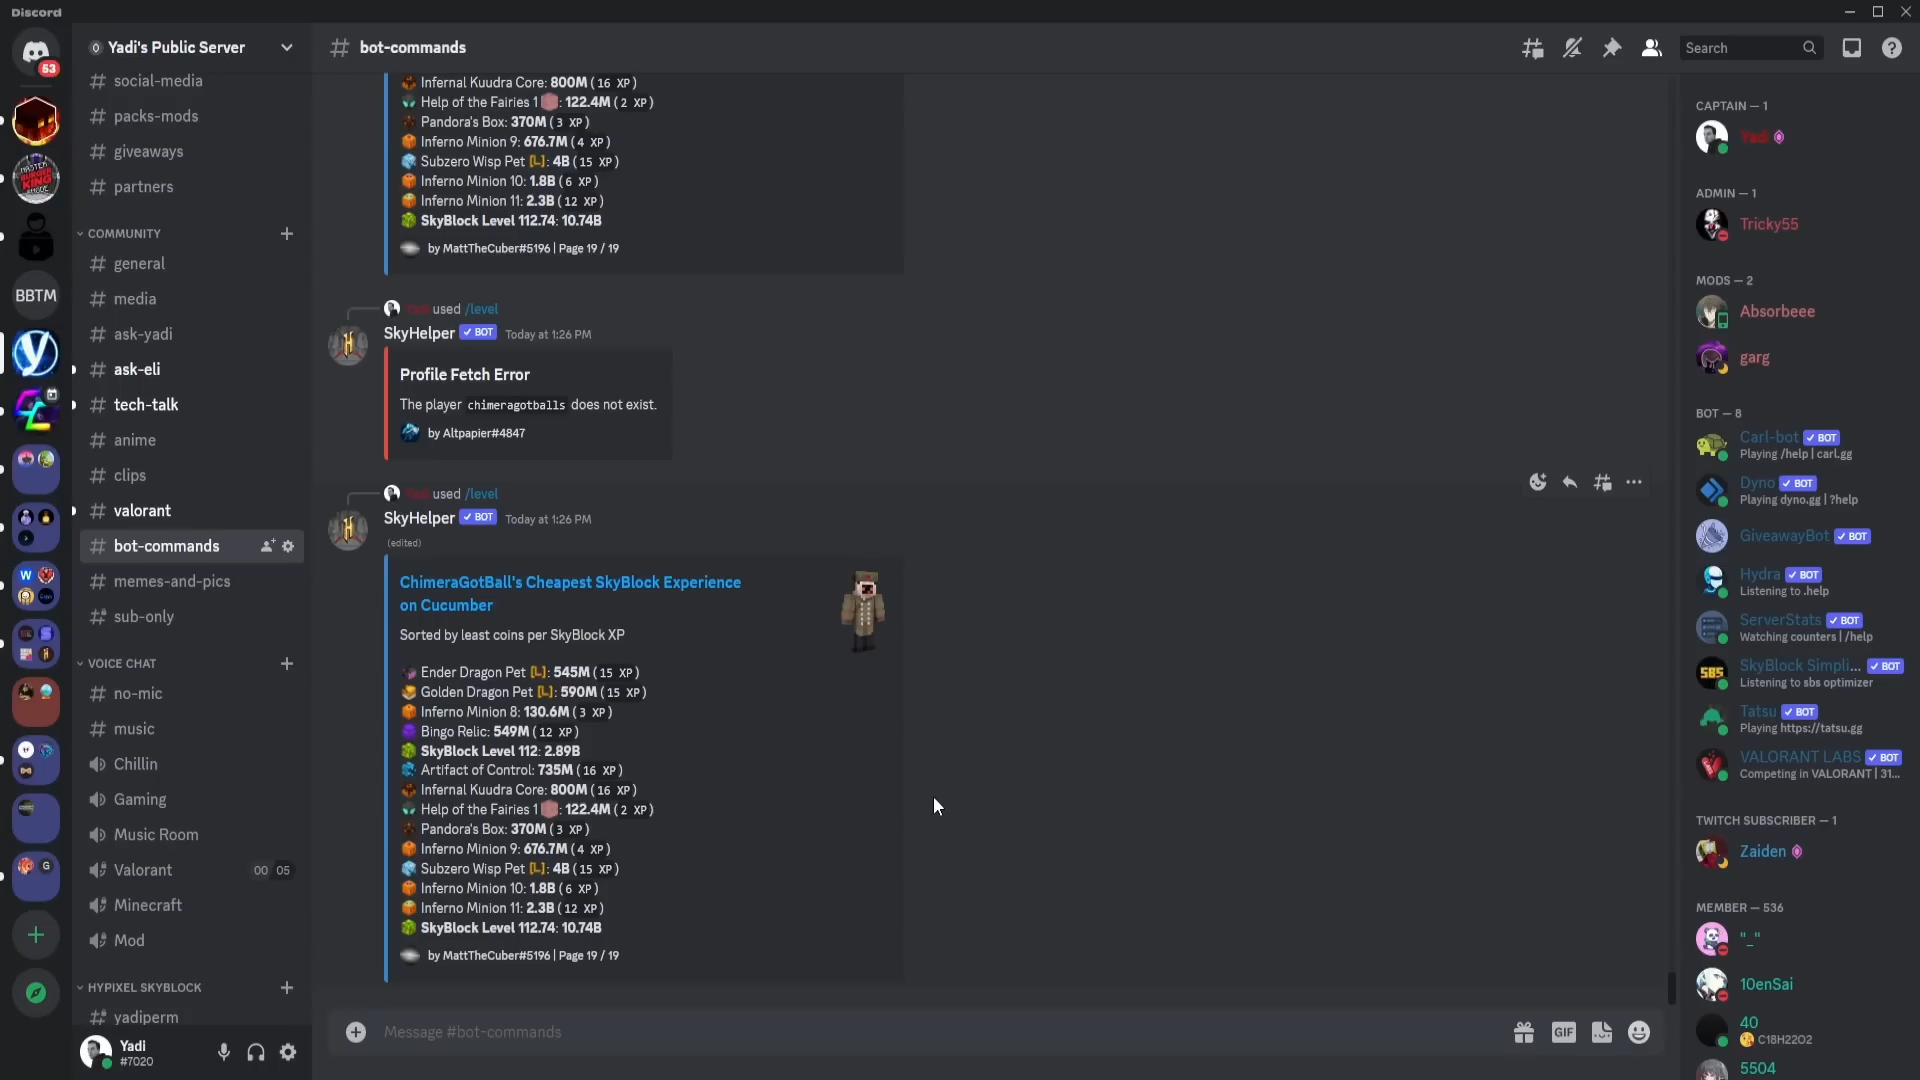 Discord
53
BBTM
Yadi's Public Server
social-media
packs-mods
giveaways
partners
COMMUNITY
general
media
ask-yadi
ask-eli
tech-talk
anime
clips
valorant
bot-commands
memes-and-pics
sub-only
VOICE CHAT
no-mic
music
Chillin
Gaming
Music Room
Valorant 00 05
Minecraft
Mod
HYPIXEL SKYBLOCK
yadiperm
Yadi
#7020
bot-commands
Search
Infernal Kuudra Core: 800M ( 16 XP )
Help of the Fairies 1 : 122.4M ( 2 XP )
Pandora's Box: 370M ( 3 XP )
Inferno Minion 9: 676.7M ( 4 XP )
Subzero Wisp Pet [L]: 4B ( 15 XP )
Inferno Minion 10: 1.8B ( 6 XP )
Inferno Minion 11: 2.3B ( 12 XP )
SkyBlock Level 112.74: 10.74B
by MattTheCuber#5196 | Page 19 / 19
Yadi used /level
SkyHelper BOT Today at 1:26 PM
Profile Fetch Error
The player chimeragotballs does not exist.
by Altpapier#4847
Yadi used /level
SkyHelper BOT Today at 1:26 PM
(edited)
ChimeraGotBall's Cheapest SkyBlock Experience
on Cucumber
Sorted by least coins per SkyBlock XP
Ender Dragon Pet [L]: 545M ( 15 XP )
Golden Dragon Pet [L]: 590M ( 15 XP )
Inferno Minion 8: 130.6M ( 3 XP )
Bingo Relic: 549M ( 12 XP )
SkyBlock Level 112: 2.89B
Artifact of Control: 735M ( 16 XP )
Infernal Kuudra Core: 800M ( 16 XP )
Help of the Fairies 1 : 122.4M ( 2 XP )
Pandora's Box: 370M ( 3 XP )
Inferno Minion 9: 676.7M ( 4 XP )
Subzero Wisp Pet [L]: 4B ( 15 XP )
Inferno Minion 10: 1.8B ( 6 XP )
Inferno Minion 11: 2.3B ( 12 XP )
SkyBlock Level 112.74: 10.74B
by MattTheCuber#5196 | Page 19 / 19
Message #bot-commands
GIF
CAPTAIN — 1
Yadi
ADMIN — 1
Tricky55
MODS — 2
Absorbeee
garg
BOT — 8
Carl-bot BOT
Playing /help | carl.gg
Dyno BOT
Playing dyno.gg | ?help
GiveawayBot BOT
Hydra BOT
Listening to .help
ServerStats BOT
Watching counters | /help
SBS
SkyBlock Simpli... BOT
Listening to sbs optimizer
Tatsu BOT
Playing https://tatsu.gg
VALORANT LABS BOT
Competing in VALORANT | 31...
TWITCH SUBSCRIBER — 1
Zaiden
MEMBER — 536
"_"
10enSai
40
C18H22O2
5504